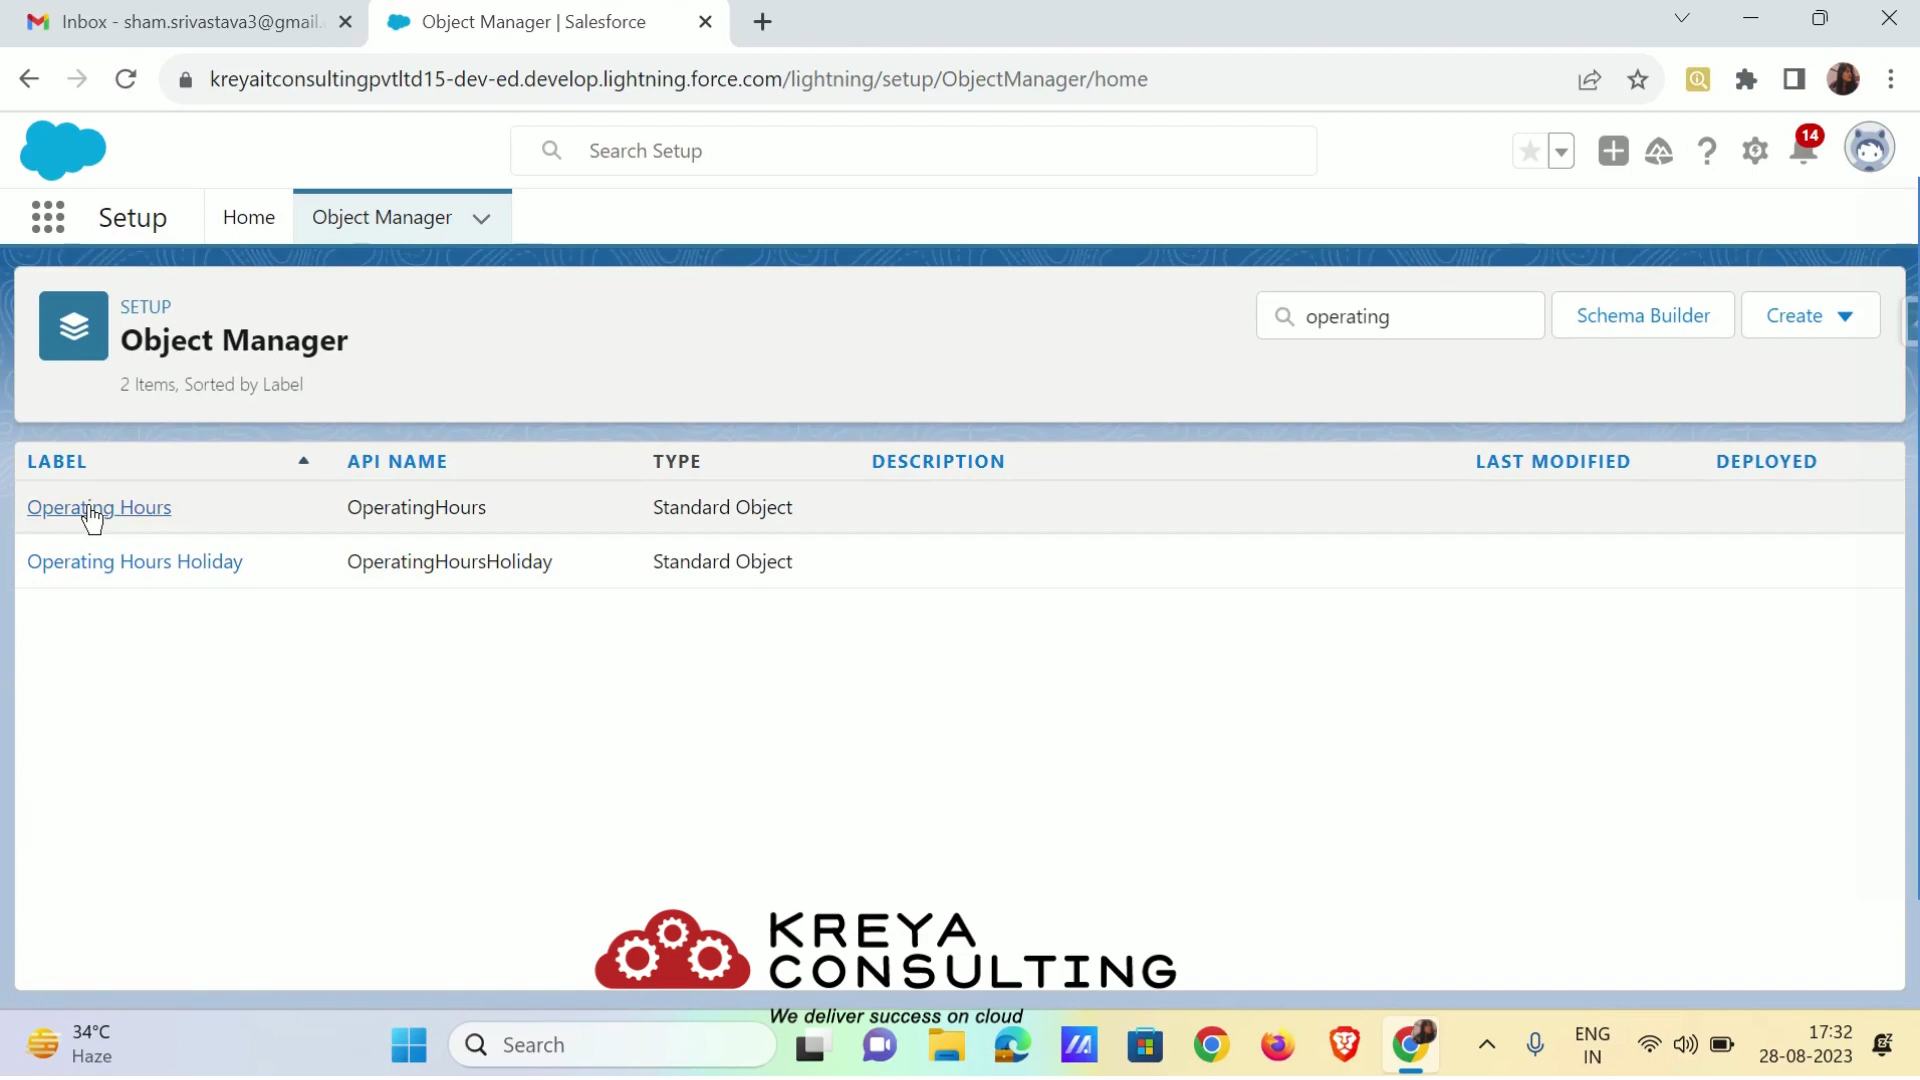 Inbox - sham.srivastava3@gmail.
Object Manager | Salesforce
kreyaitconsultingpvtltd15-dev-ed.develop.lightning.force.com/lightning/setup/ObjectManager/home
Search Setup
14
Setup
Home
Object Manager
SETUP
Object Manager
2 Items, Sorted by Label
operating
Schema Builder
Create
LABEL API NAME TYPE DESCRIPTION LAST MODIFIED DEPLOYED
Operating Hours OperatingHours Standard Object
Operating Hours Holiday OperatingHoursHoliday Standard Object
KREYA
CONSULTING
We deliver success on cloud
34°C
Haze
Search
ENG
IN
17:32
28-08-2023